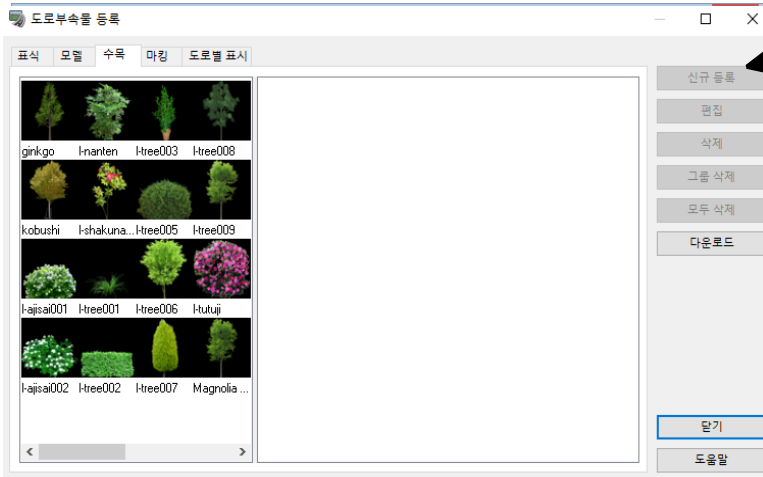 도로부속물 등록
표식 모델 수목 마킹 도로별 표시
신규 등록
편집
삭제
그룹 삭제
모두 삭제
다운로드
ginkgo l-nanten l-tree003 l-tree008
kobushi l-shakuna... l-tree005 l-tree009
l-ajisai001 l-tree001 l-tree006 l-tutuji
l-ajisai002 l-tree002 l-tree007 Magnolia ...
닫기
도움말